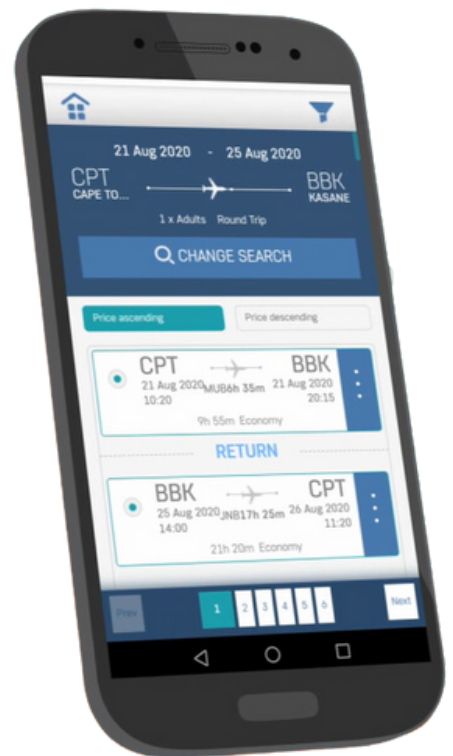 21 Aug 2020 - 25 Aug 2020
CPT BBK
CAPE TO... KASANE
1 x Adults Round Trip
CHANGE SEARCH
Price ascending Price descending
CPT BBK
21 Aug 2020 MUB6h 35m 21 Aug 2020
10:20 20:15
9h 55m Economy
RETURN
BBK CPT
25 Aug 2020 JNB17h 25m 26 Aug 2020
14:00 11:20
21h 20m Economy
Prev 1 2 3 4 5 6 Next